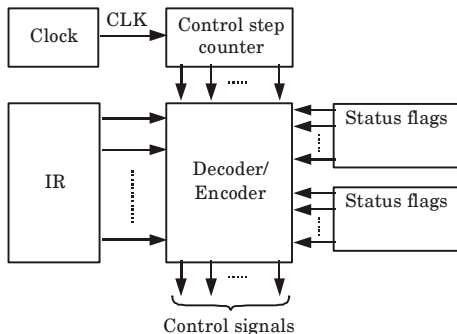 Clock
CLK
Control step
counter
IR
Decoder/
Encoder
Status flags
Status flags
Control signals